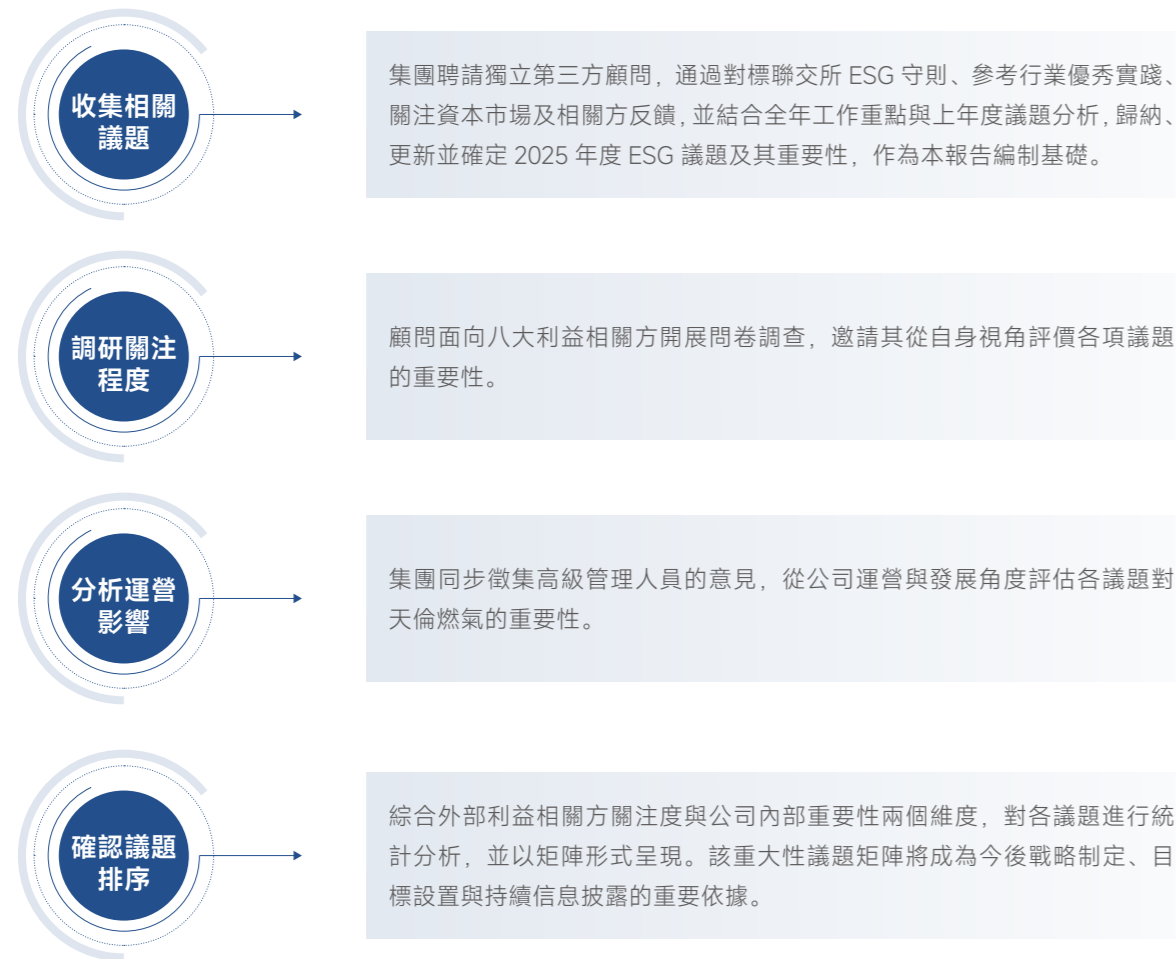 收集相關
議題
集團聘請獨立第三方顧問，通過對標聯交所 ESG 守則、參考行業優秀實踐、
關注資本市場及相關方反饋，並結合全年工作重點與上年度議題分析，歸納、
更新並確定 2025 年度 ESG 議題及其重要性，作為本報告編制基礎。
調研關注
程度
顧問面向八大利益相關方開展問卷調查，邀請其從自身視角評價各項議題
的重要性。
分析運營
影響
集團同步徵集高級管理人員的意見，從公司運營與發展角度評估各議題對
天倫燃氣的重要性。
確認議題
排序
綜合外部利益相關方關注度與公司內部重要性兩個維度，對各議題進行統
計分析，並以矩陣形式呈現。該重大性議題矩陣將成為今後戰略制定、目
標設置與持續信息披露的重要依據。